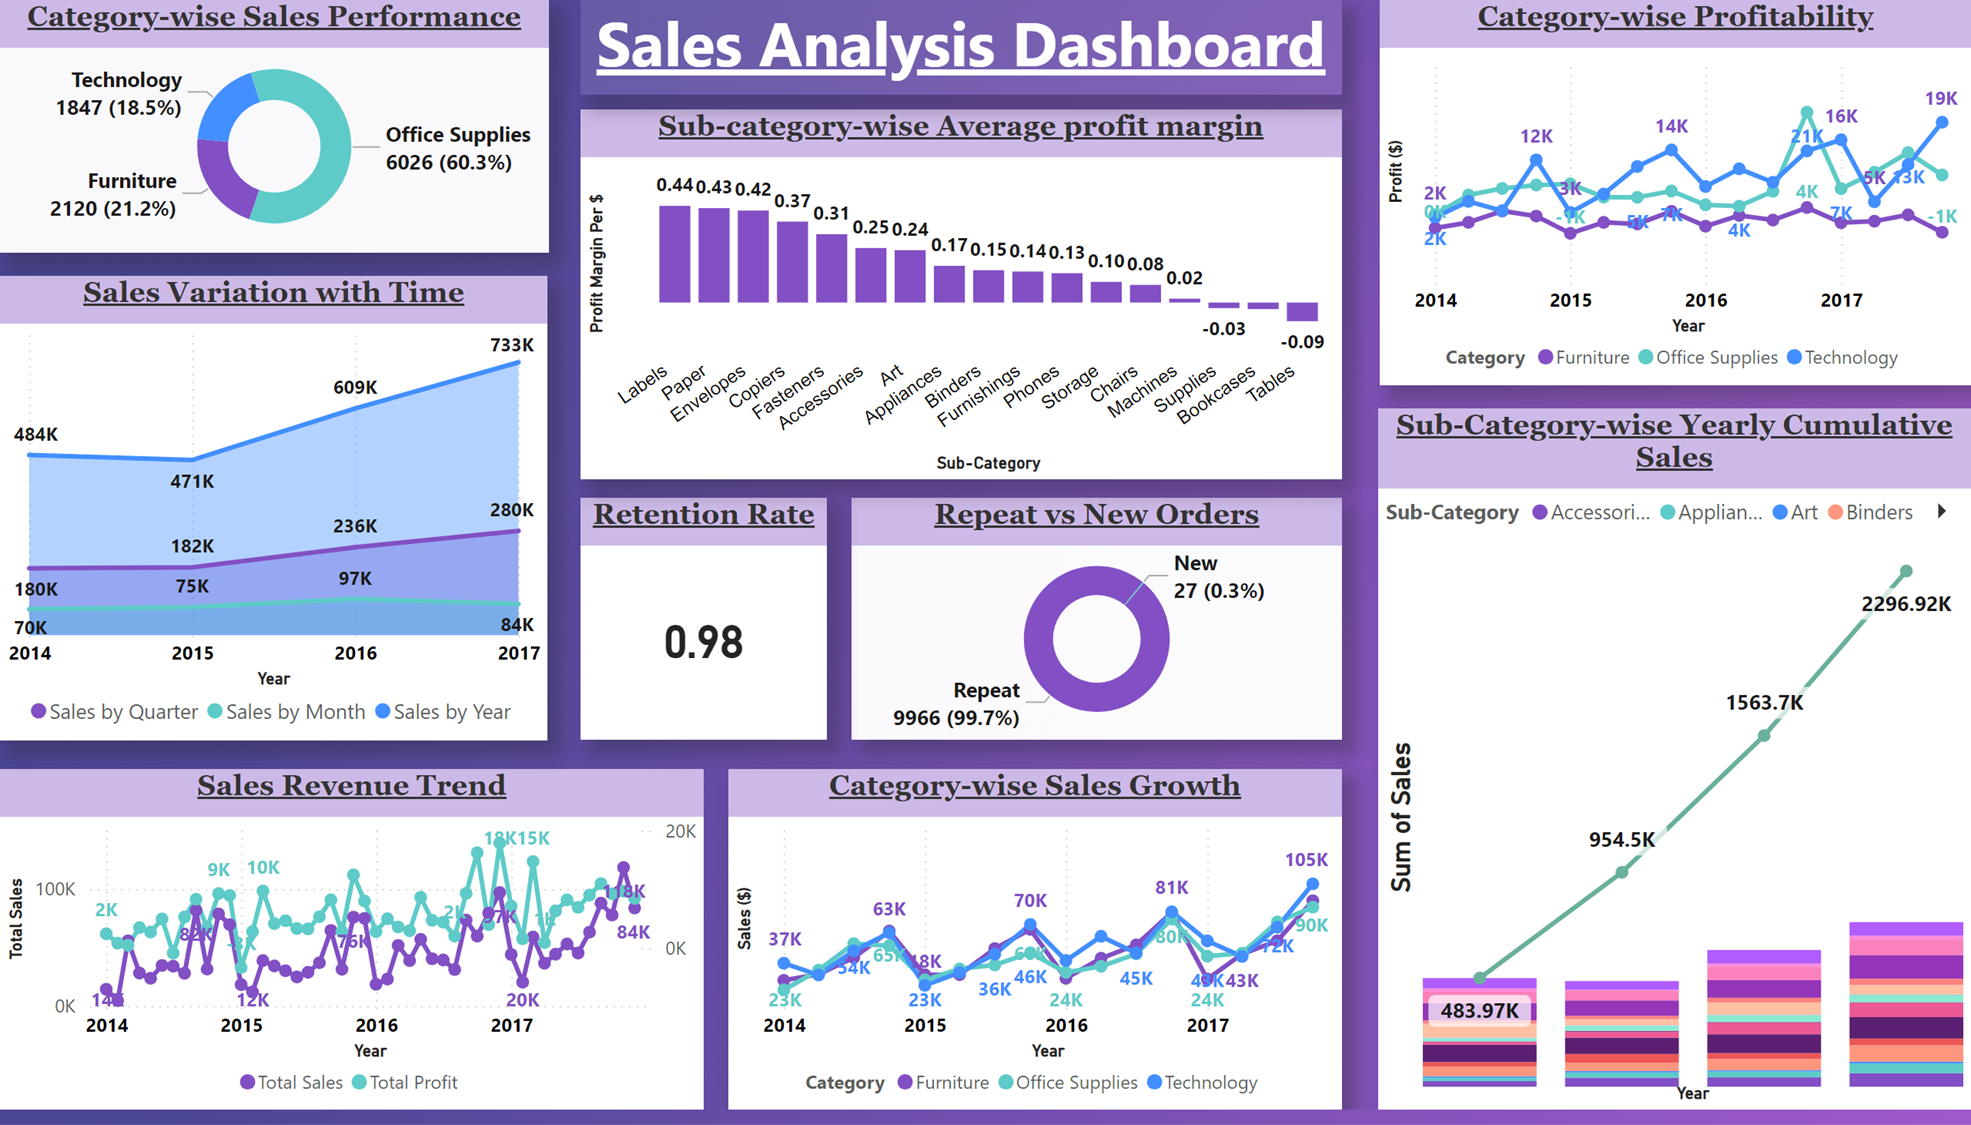 Category-wise Sales Performance
Technology
1847 (18.5%)
Office Supplies
6026 (60.3%)
Furniture
2120 (21.2%)
Sales Analysis Dashboard
Sub-category-wise Average profit margin
Profit Margin Per $
0.44 0.43 0.42 0.37 0.31 0.25 0.24 0.17 0.15 0.14 0.13 0.10 0.08 0.02 -0.03 -0.09
Labels Paper Envelopes Copiers Fasteners Accessories Art Appliances Binders Furnishings Phones Storage Chairs Machines Supplies Bookcases Tables
Sub-Category
Category-wise Profitability
Profit ($)
19K
16K
14K
12K
21K
5K 13K
3K
4K
2K
0K
-1K
-1K
5K 7K
7K
4K
2K
2014 2015 2016 2017
Year
Category Furniture Office Supplies Technology
Sales Variation with Time
733K
609K
484K
471K
280K
236K
182K
180K
75K
97K
70K
84K
2014 2015 2016 2017
Year
Sales by Quarter Sales by Month Sales by Year
Retention Rate
0.98
Repeat vs New Orders
New
27 (0.3%)
Repeat
9966 (99.7%)
Sub-Category-wise Yearly Cumulative
Sales
Sub-Category Accessori... Applian... Art Binders
Sum of Sales
2296.92K
1563.7K
954.5K
483.97K
Year
Sales Revenue Trend
Total Sales
20K
18K 15K
9K 10K
100K
118K
2K
82K
76K
84K
0K
0K
14K 12K 20K
2014 2015 2016 2017
Year
Total Sales Total Profit
Category-wise Sales Growth
Sales ($)
105K
81K
70K
63K
37K
90K
80K
72K
65K
54K
18K
46K 45K
43K
36K
23K 23K 24K 24K
2014 2015 2016 2017
Year
Category Furniture Office Supplies Technology